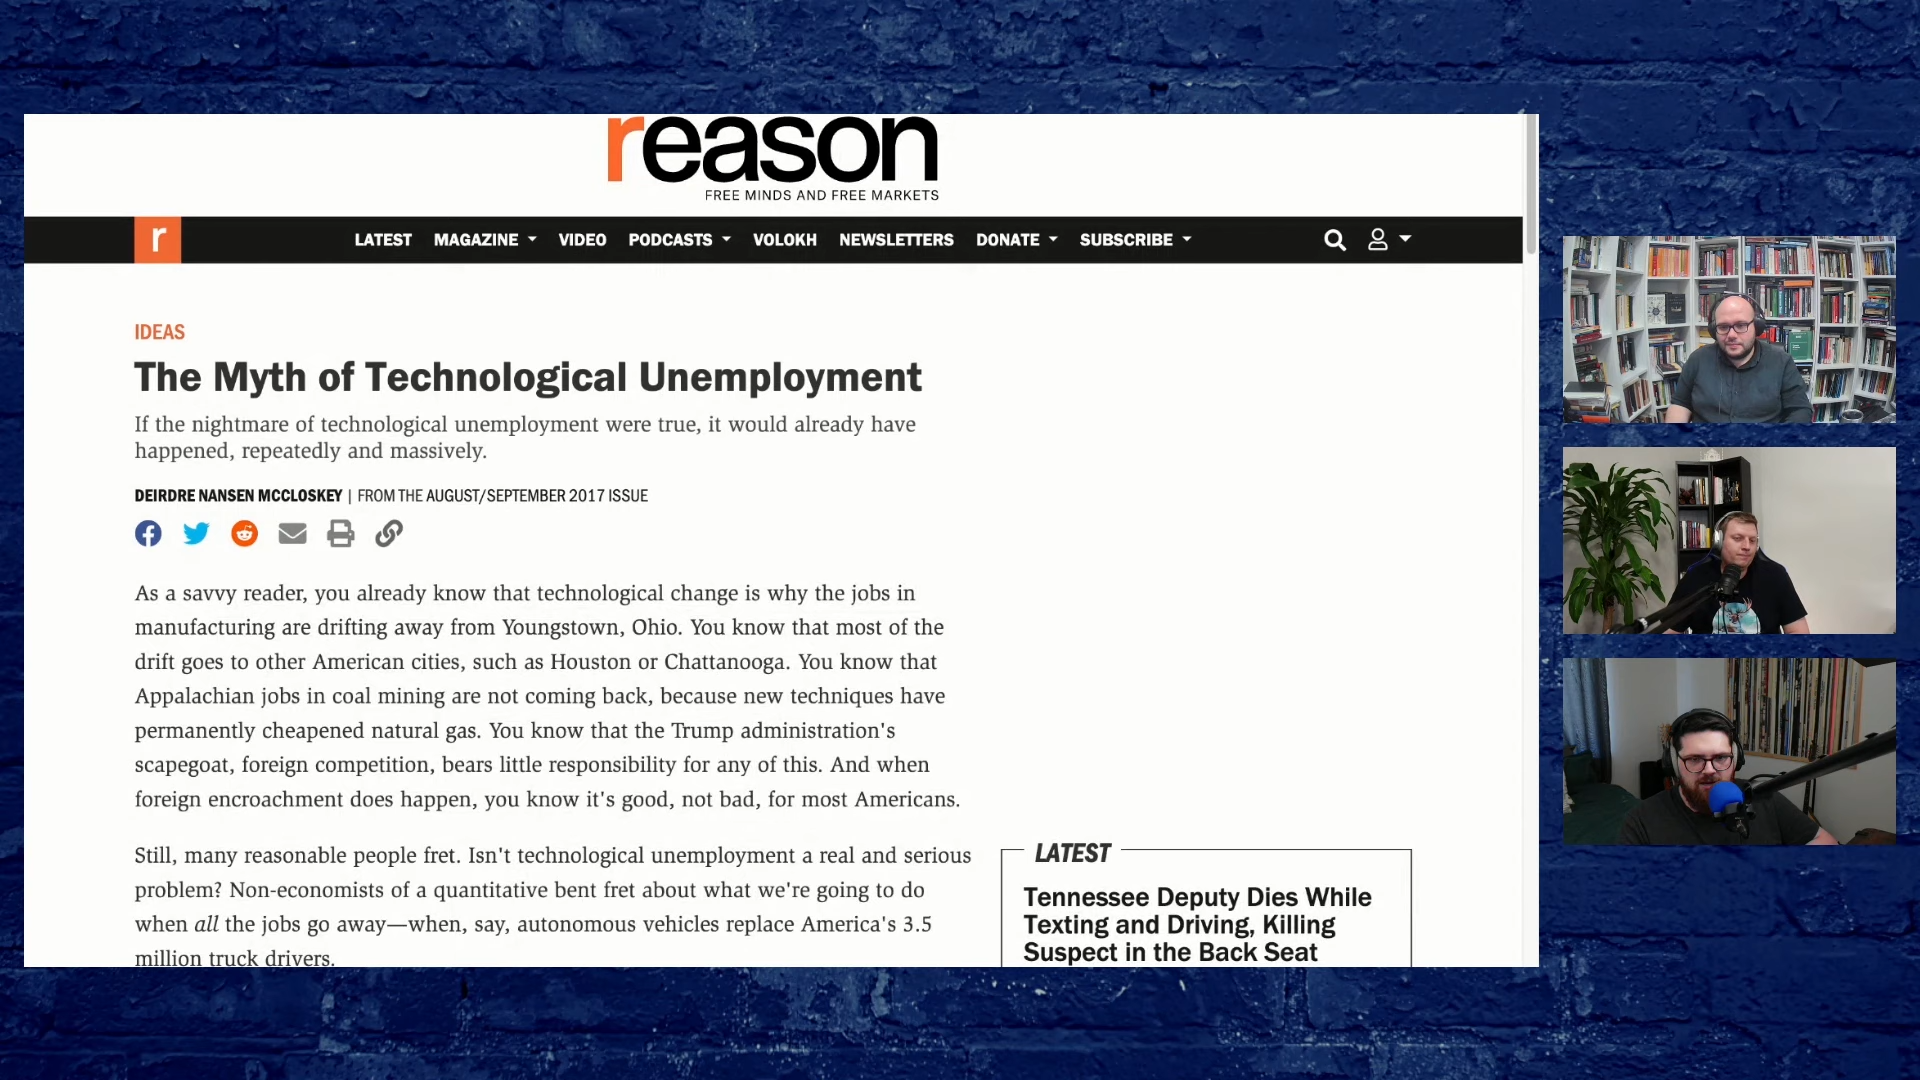 reason
FREE MINDS AND FREE MARKETS
r
LATEST MAGAZINE VIDEO PODCASTS VOLOKH NEWSLETTERS DONATE SUBSCRIBE
IDEAS
The Myth of Technological Unemployment
If the nightmare of technological unemployment were true, it would already have
happened, repeatedly and massively.
DEIRDRE NANSEN MCCLOSKEY | FROM THE AUGUST/SEPTEMBER 2017 ISSUE
As a savvy reader, you already know that technological change is why the jobs in
manufacturing are drifting away from Youngstown, Ohio. You know that most of the
drift goes to other American cities, such as Houston or Chattanooga. You know that
Appalachian jobs in coal mining are not coming back, because new techniques have
permanently cheapened natural gas. You know that the Trump administration's
scapegoat, foreign competition, bears little responsibility for any of this. And when
foreign encroachment does happen, you know it's good, not bad, for most Americans.
Still, many reasonable people fret. Isn't technological unemployment a real and serious
problem? Non-economists of a quantitative bent fret about what we're going to do
when all the jobs go away—when, say, autonomous vehicles replace America's 3.5
million truck drivers.
LATEST
Tennessee Deputy Dies While
Texting and Driving, Killing
Suspect in the Back Seat